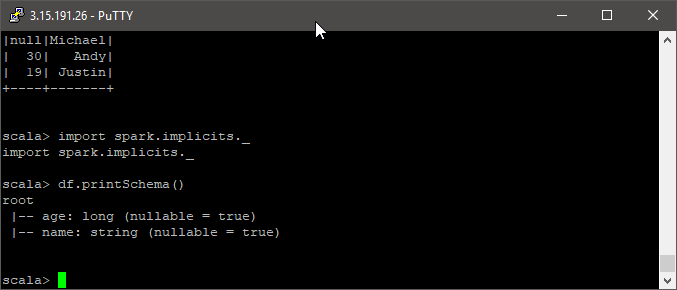 3.15.191.26 - PuTTY
|null|Michael|
|  30|   Andy|
|  19| Justin|
+----+-------+
scala> import spark.implicits._
import spark.implicits._
scala> df.printSchema()
root
 |-- age: long (nullable = true)
 |-- name: string (nullable = true)
scala>